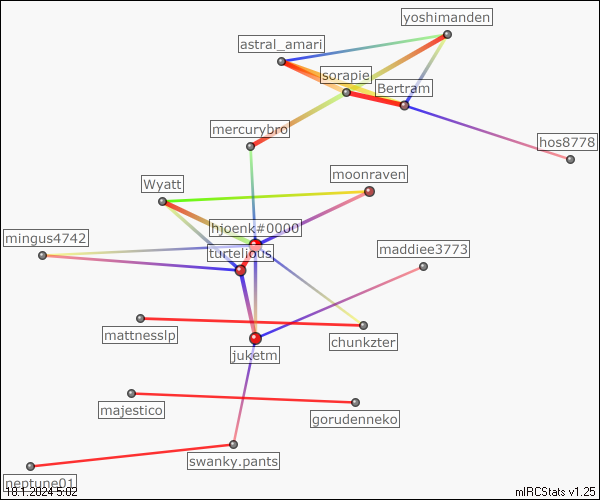 yoshimanden
astral_amari
sorapie
Bertram
mercurybro
hos8778
moonraven
Wyatt
hjoenk#0000
mingus4742
maddiee3773
turtelious
mattnesslp
chunkzter
juketm
majestico
gorudenneko
swanky.pants
neptune01
10.1.2024 5:02
mIRCStats v1.25